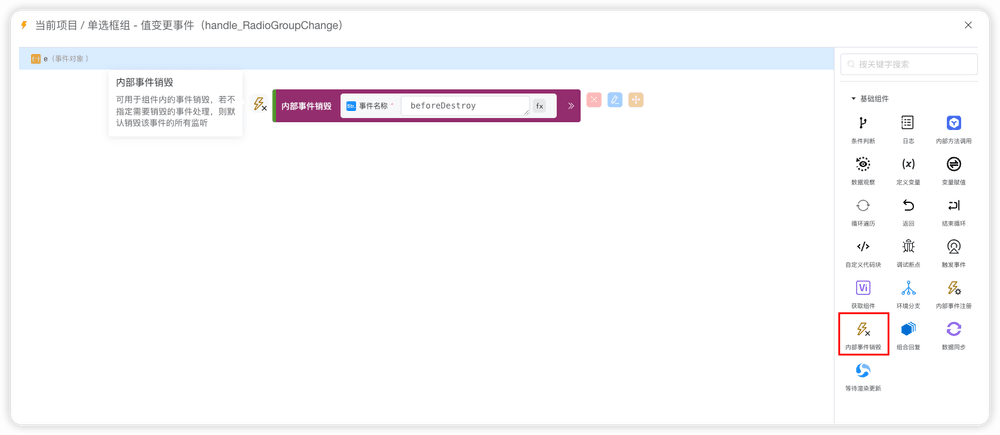 当前项目 / 单选框组 - 值变更事件（handle_RadioGroupChange）
e（事件对象）
内部事件销毁
可用于组件内的事件销毁，若不
指定需要销毁的事件处理，则默
认销毁该事件的所有监听
内部事件销毁 Str. 事件名称 * beforeDestroy fx
按关键字搜索
基础组件
条件判断 日志 内部方法调用
数据观察 定义变量 变量赋值
循环遍历 返回 结束循环
自定义代码块 调试断点 触发事件
获取组件 环境分支 内部事件注册
内部事件销毁 组合回复 数据同步
等待渲染更新